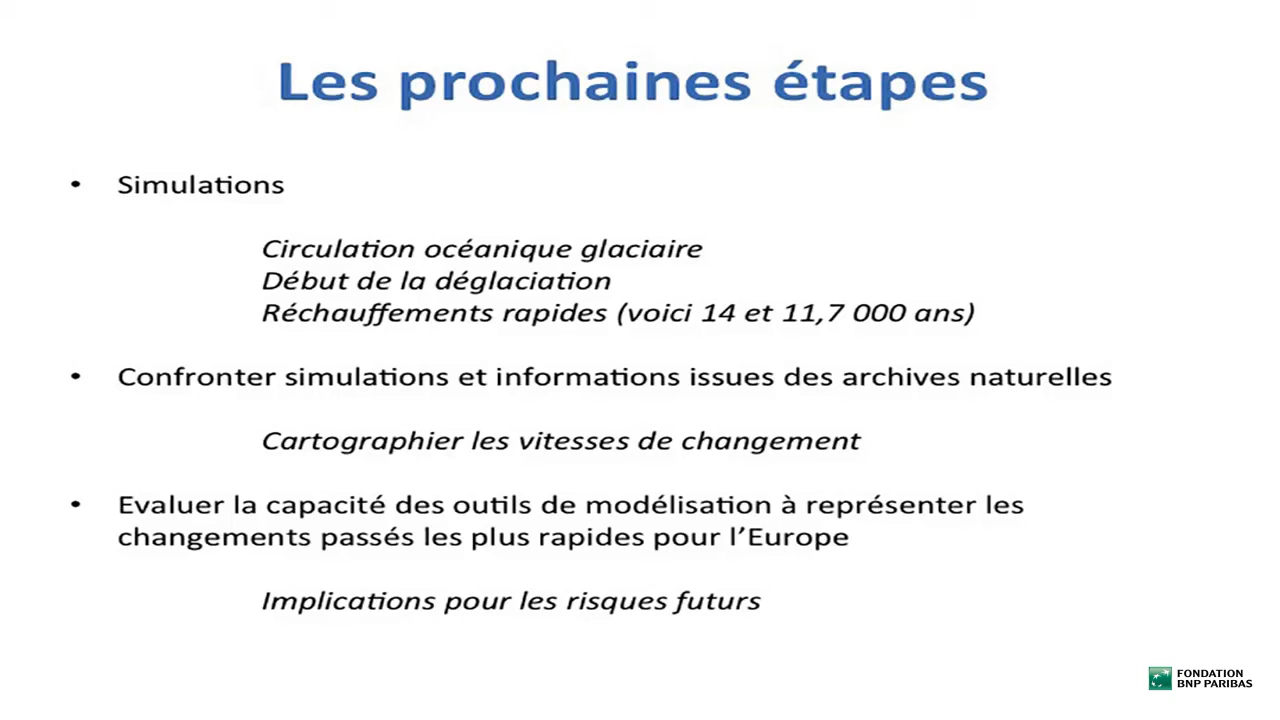 Les prochaines étapes
• Simulations
Circulation océanique glaciaire
Début de la déglaciation
Réchauffements rapides (voici 14 et 11,7 000 ans)
• Confronter simulations et informations issues des archives naturelles
Cartographier les vitesses de changement
• Evaluer la capacité des outils de modélisation à représenter les
changements passés les plus rapides pour l’Europe
Implications pour les risques futurs
FONDATION
BNP PARIBAS